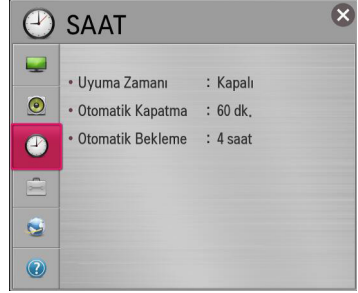 SAAT
• Uyuma Zamanı : Kapalı
• Otomatik Kapatma : 60 dk.
• Otomatik Bekleme : 4 saat